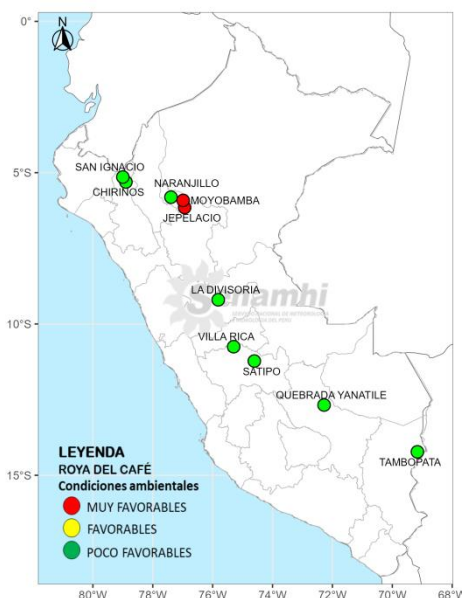 N
0°
5°S
10°S
15°S
SAN IGNACIO
CHIRINOS
NARANJILLO
MOYOBAMBA
JEPELACIO
LA DIVISORIA
Senamhi
VILLA RICA
SATIPO
QUEBRADA YANATILE
TAMBOPATA
LEYENDA
ROYA DEL CAFÉ
Condiciones ambientales
MUY FAVORABLES
FAVORABLES
POCO FAVORABLES
80°W 78°W 76°W 74°W 72°W 70°W 68°W